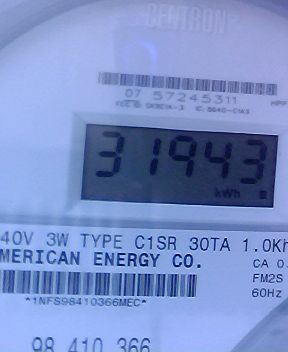 CENTRON
07 57245311
31943
kWh
40V 3W TYPE C1SR 30TA 1.0Kh
MERICAN ENERGY CO.
CA 0.
FM2S
60Hz
*1NFS98410366MEC*
98 410 366